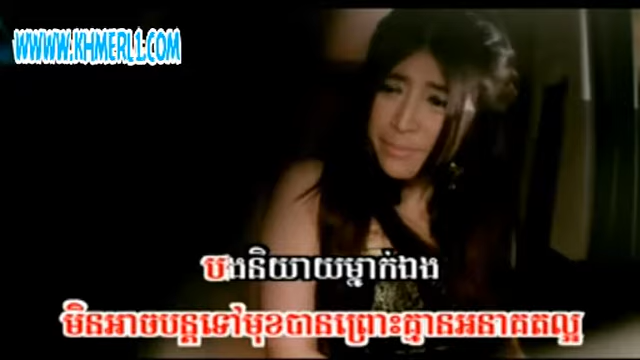 WWW.KHMERL1.COM
បងនិយាយម្នាក់ឯង
មិនអាចបន្តទៅមុខបានព្រោះគ្មានអនាគតល្អ